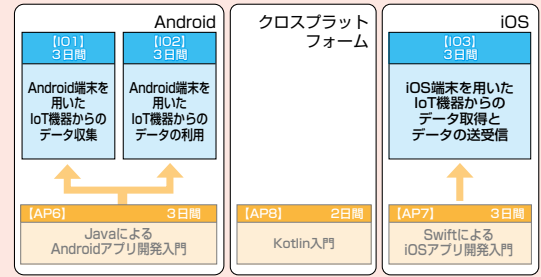 Android
【IO1】
3日間
Android端末を
用いた
IoT機器からの
データ収集
【IO2】
3日間
Android端末を
用いた
IoT機器からの
データの利用
【AP6】 3日間
Javaによる
Androidアプリ開発入門
クロスプラット
フォーム
【AP8】 2日間
Kotlin入門
iOS
【IO3】
3日間
iOS端末を用いた
IoT機器からの
データ取得と
データの送受信
【AP7】 3日間
Swiftによる
iOSアプリ開発入門